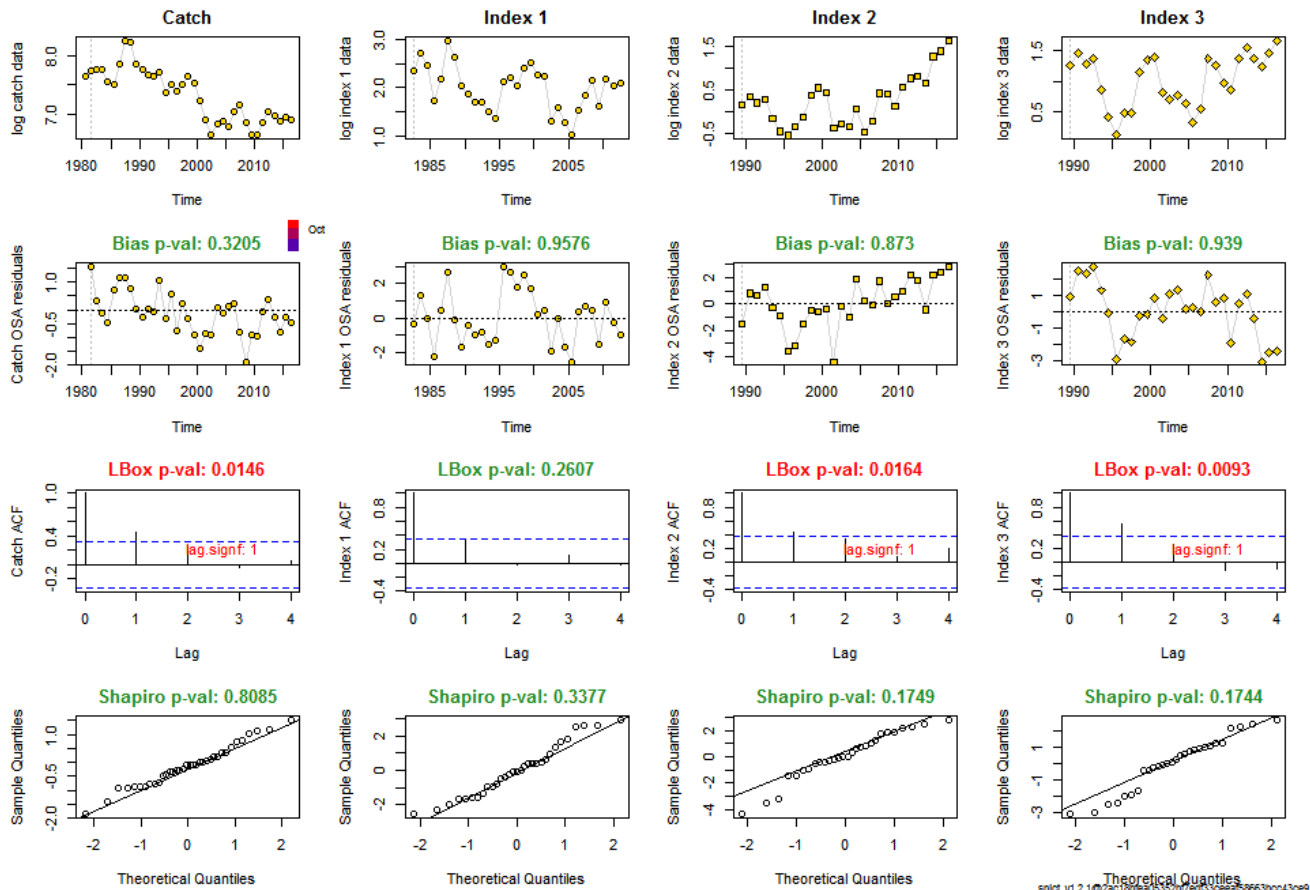 Catch
Index 1
Index 2
Index 3
log catch data
7.0 8.0
1980 1990 2000 2010
Time
log index 1 data
1.0 2.0 3.0
1985 1995 2005
Time
log index 2 data
-0.5 0.5 1.5
1990 2000 2010
Time
log index 3 data
0.5 1.5
1990 2000 2010
Time
Bias p-val: 0.3205
Oct
Bias p-val: 0.9576
Bias p-val: 0.873
Bias p-val: 0.939
Catch OSA residuals
-2.0 -0.5 1.0
1980 1990 2000 2010
Time
Index 1 OSA residuals
-2 0 2
1985 1995 2005
Time
Index 2 OSA residuals
-4 -2 0 2
1990 2000 2010
Time
Index 3 OSA residuals
-3 -1 1
1990 2000 2010
Time
LBox p-val: 0.0146
LBox p-val: 0.2607
LBox p-val: 0.0164
LBox p-val: 0.0093
Catch ACF
-0.2 0.4 1.0
lag.signf: 1
0 1 2 3 4
Lag
Index 1 ACF
-0.4 0.2 0.8
0 1 2 3 4
Lag
Index 2 ACF
-0.4 0.2 0.8
lag.signf: 1
0 1 2 3 4
Lag
Index 3 ACF
-0.4 0.2 0.8
lag.signf: 1
0 1 2 3 4
Lag
Shapiro p-val: 0.8085
Shapiro p-val: 0.3377
Shapiro p-val: 0.1749
Shapiro p-val: 0.1744
Sample Quantiles
-2.0 -0.5 1.0
-2 -1 0 1 2
Theoretical Quantiles
Sample Quantiles
-2 0 2
-2 -1 0 1 2
Theoretical Quantiles
Sample Quantiles
-4 -2 0 2
-2 -1 0 1 2
Theoretical Quantiles
Sample Quantiles
-3 -1 1
-2 -1 0 1 2
Theoretical Quantiles